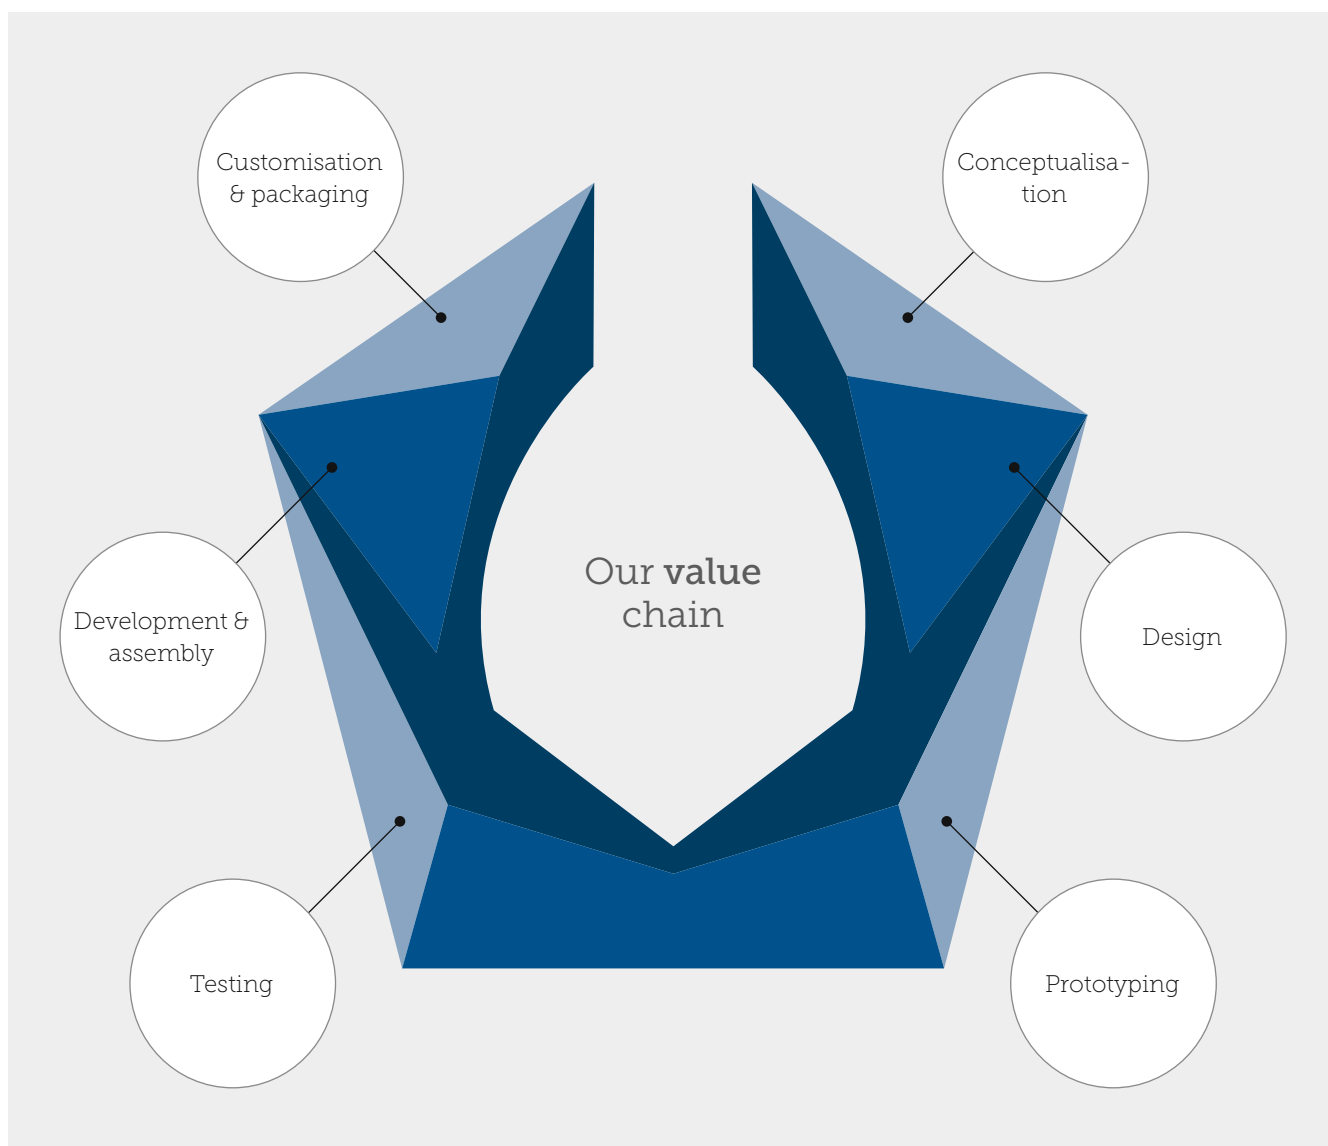 Customisation
& packaging
Conceptualisa-
tion
Our value
chain
Development &
assembly
Design
Testing
Prototyping